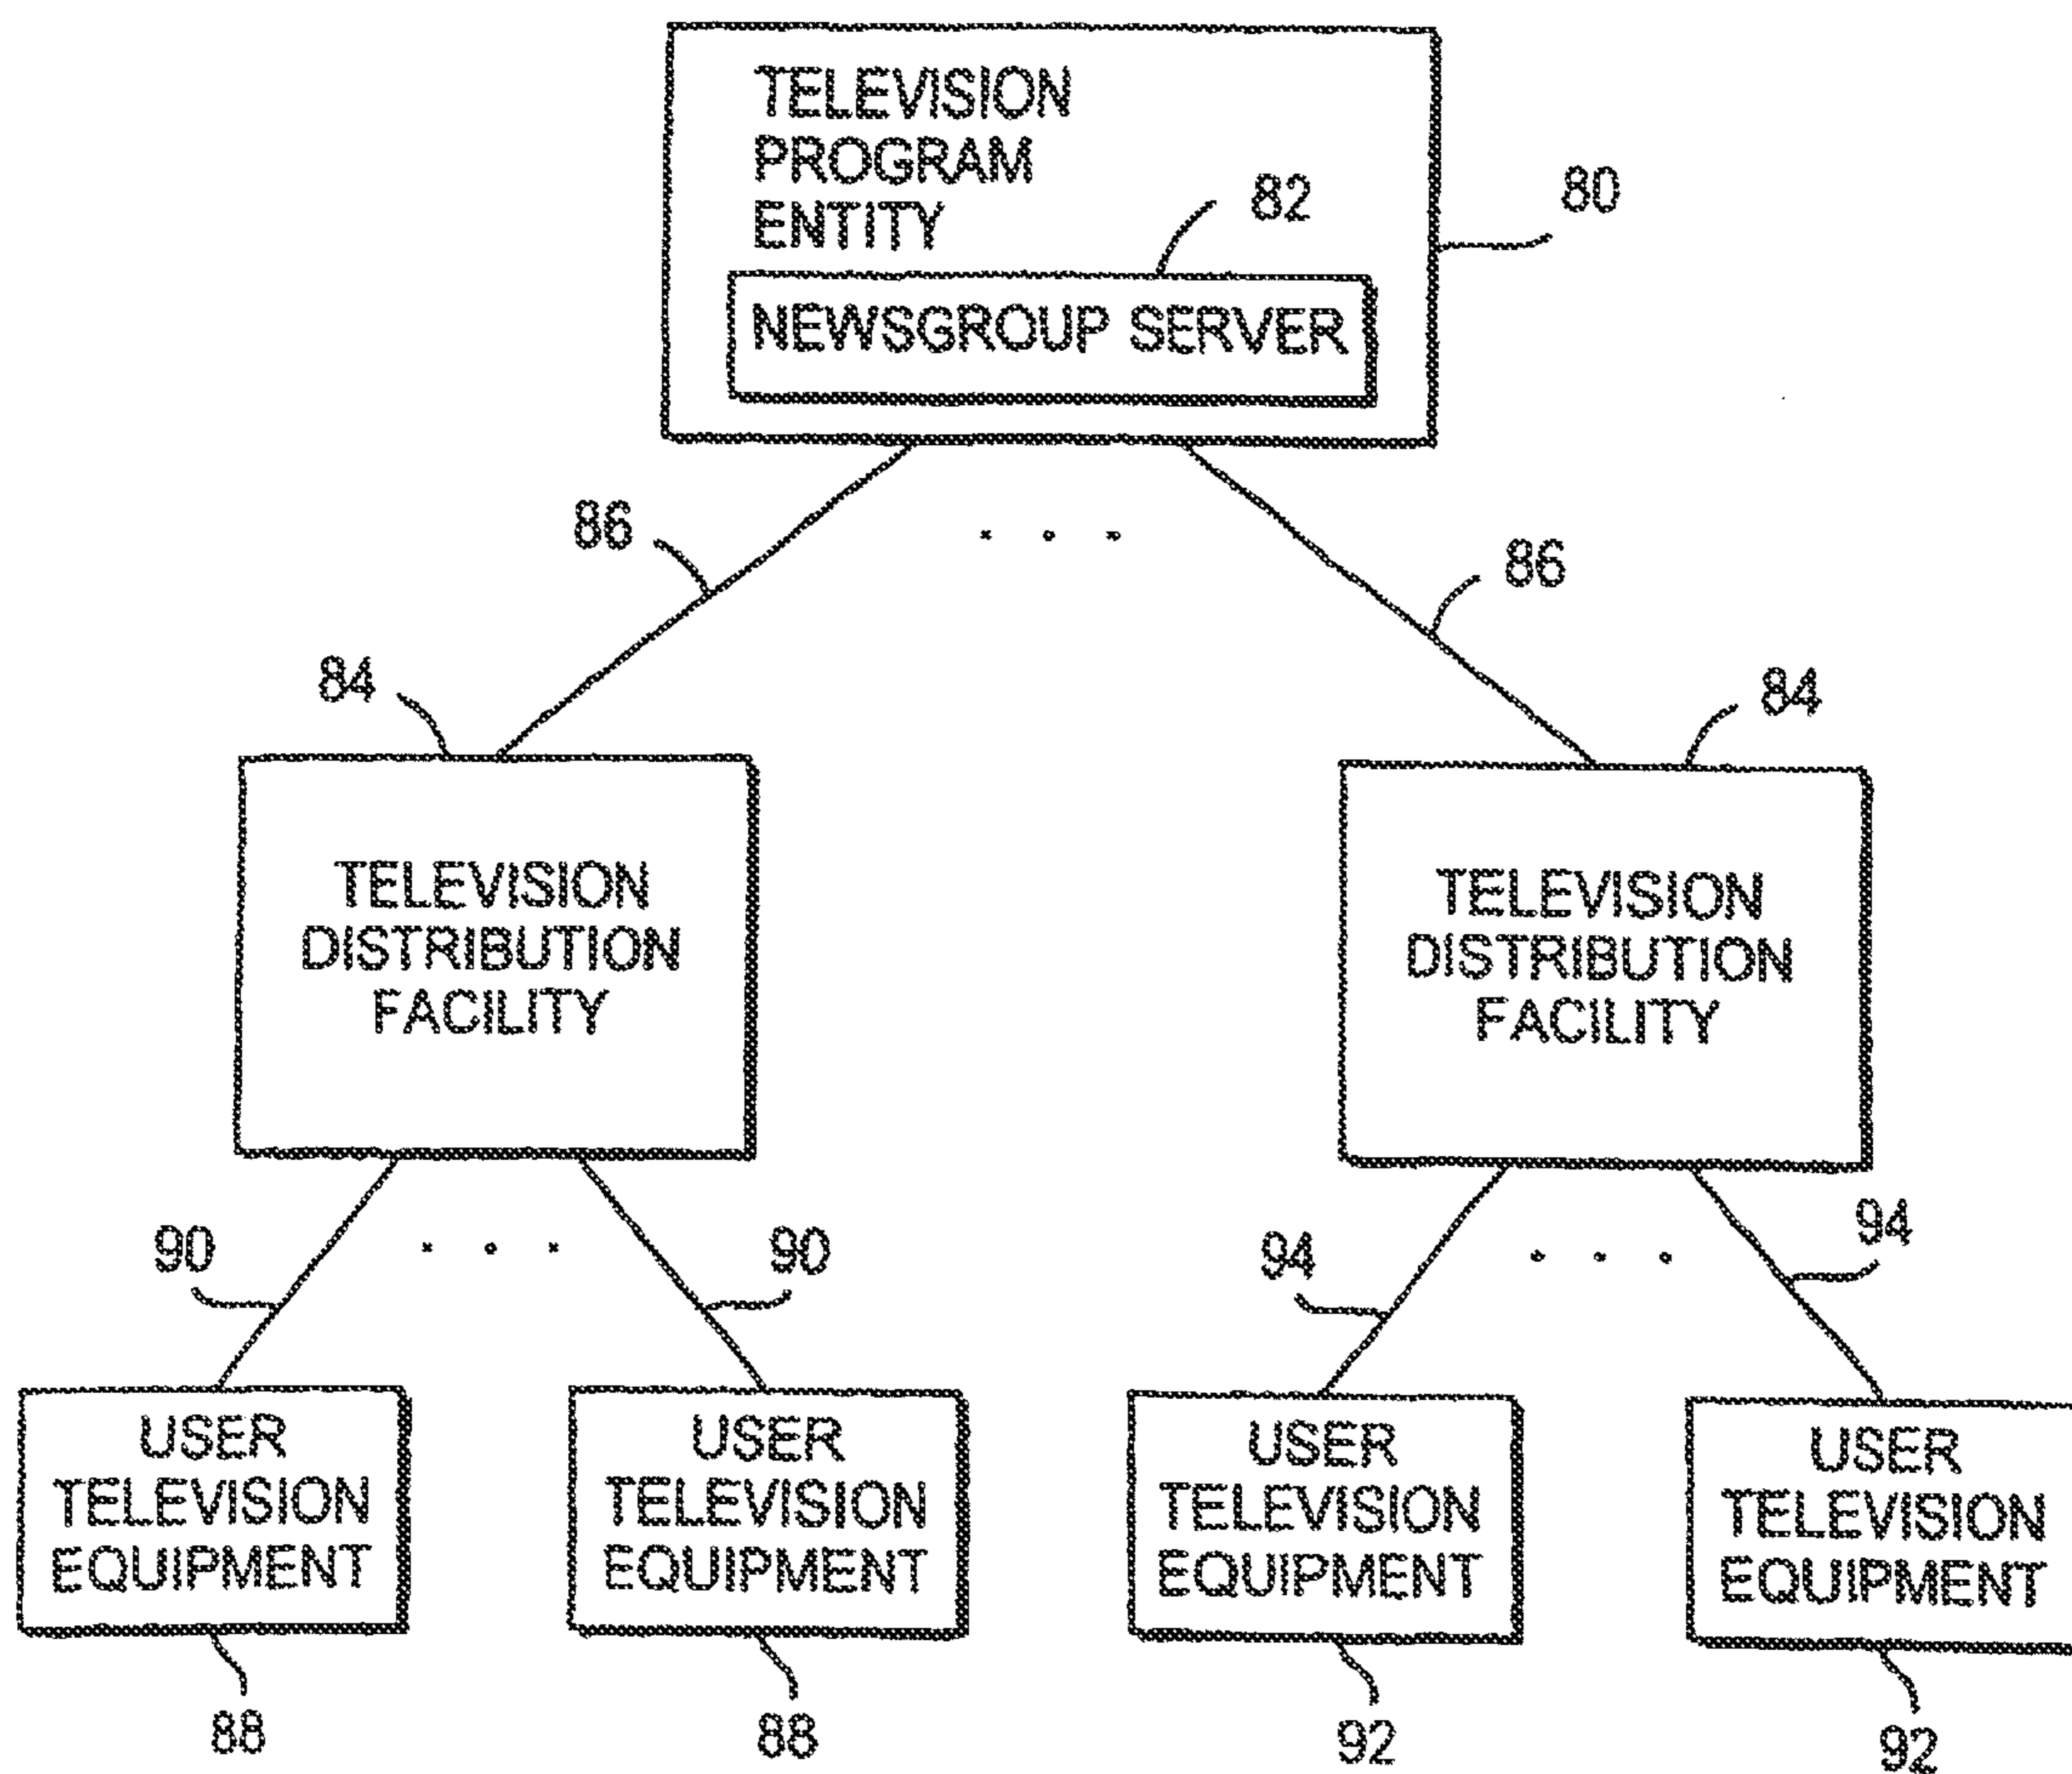 TELEVISION
PROGRAM
ENTITY
82
80
NEWSGROUP SERVER
86
86
84
84
TELEVISION
DISTRIBUTION
FACILITY
TELEVISION
DISTRIBUTION
FACILITY
90
90
94
94
USER
TELEVISION
EQUIPMENT
USER
TELEVISION
EQUIPMENT
USER
TELEVISION
EQUIPMENT
USER
TELEVISION
EQUIPMENT
88
88
92
92